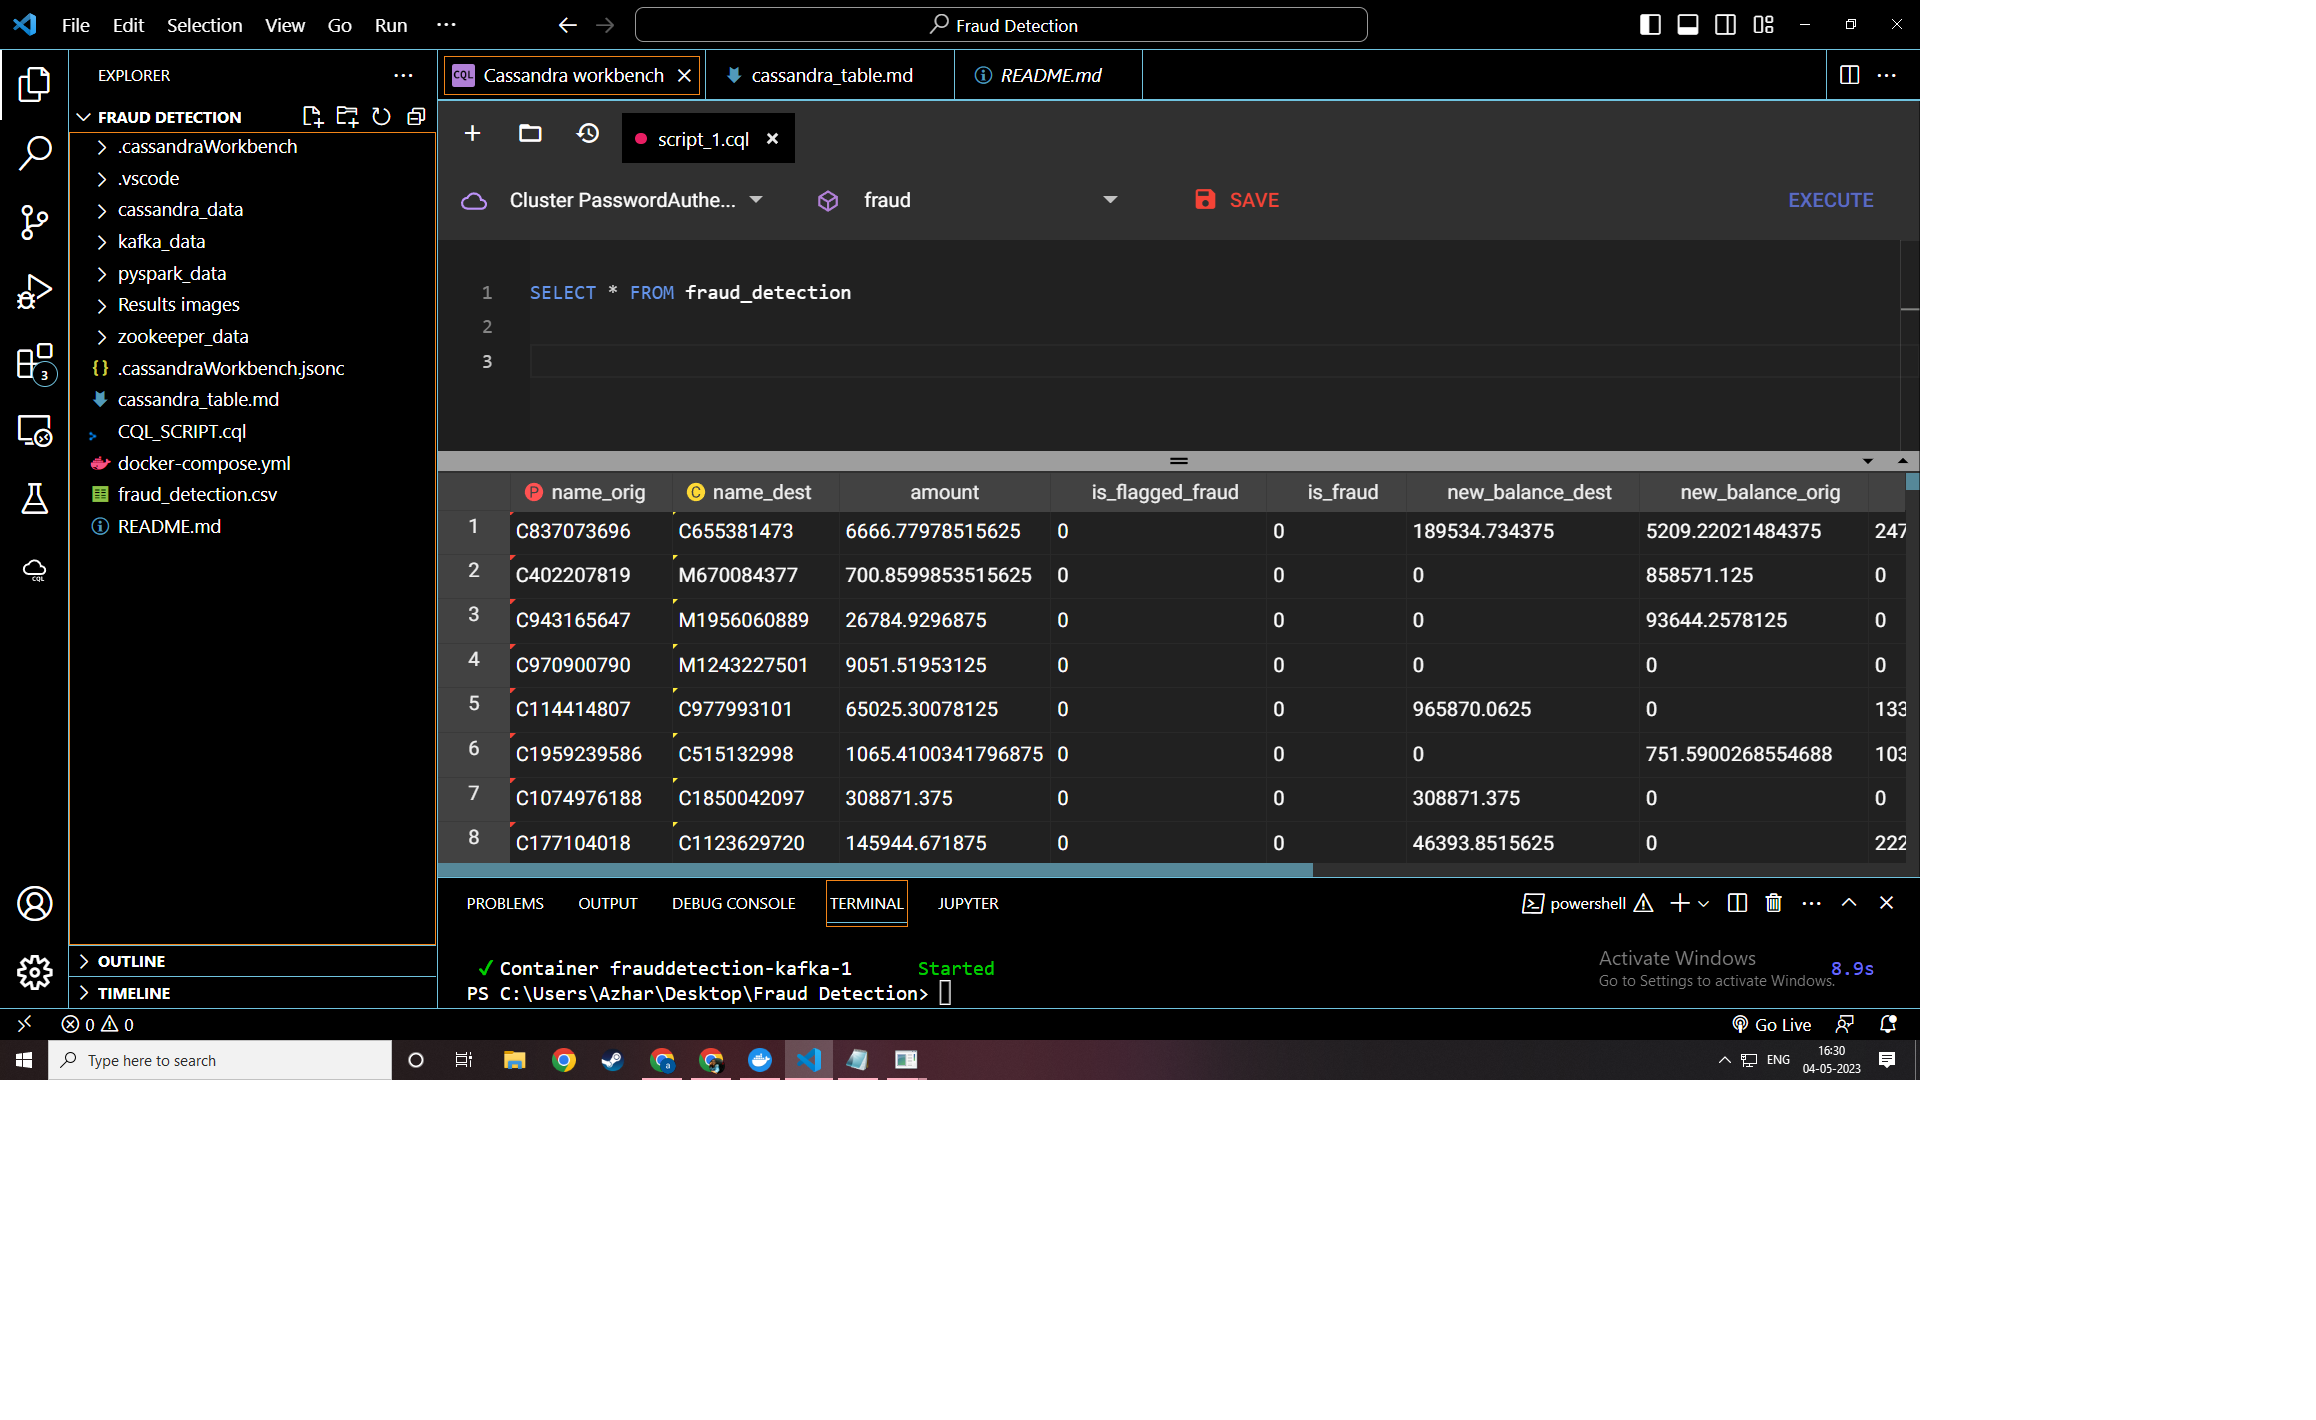 File Edit Selection View Go Run ··· Fraud Detection
EXPLORER ···
FRAUD DETECTION
.cassandraWorkbench
.vscode
cassandra_data
kafka_data
pyspark_data
Results images
zookeeper_data
{} .cassandraWorkbench.jsonc
cassandra_table.md
CQL_SCRIPT.cql
docker-compose.yml
fraud_detection.csv
README.md
OUTLINE
TIMELINE
3
CQL
CQL Cassandra workbench cassandra_table.md README.md
script_1.cql
Cluster PasswordAuthe... fraud SAVE EXECUTE
1 SELECT * FROM fraud_detection
2
3
P name_orig C name_dest amount is_flagged_fraud is_fraud new_balance_dest new_balance_orig
1 C837073696 C655381473 6666.77978515625 0 0 189534.734375 5209.22021484375 247
2 C402207819 M670084377 700.8599853515625 0 0 0 858571.125 0
3 C943165647 M1956060889 26784.9296875 0 0 0 93644.2578125 0
4 C970900790 M1243227501 9051.51953125 0 0 0 0 0
5 C114414807 C977993101 65025.30078125 0 0 965870.0625 0 133
6 C1959239586 C515132998 1065.4100341796875 0 0 0 751.5900268554688 103
7 C1074976188 C1850042097 308871.375 0 0 308871.375 0 0
8 C177104018 C1123629720 145944.671875 0 0 46393.8515625 0 222
PROBLEMS OUTPUT DEBUG CONSOLE TERMINAL JUPYTER powershell
✓ Container frauddetection-kafka-1 Started 8.9s
PS C:\Users\Azhar\Desktop\Fraud Detection>
Activate Windows
Go to Settings to activate Windows.
0 0 Go Live
Type here to search ENG 16:30
04-05-2023